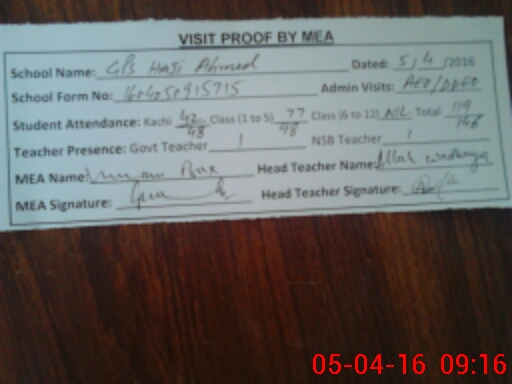 VISIT PROOF BY MEA
School Name: GPS Haji Ahmed Dated: 5/4/2016
School Form No: Admin Visits: AEO/DDEO
Student Attendance: Kachi 42/48 Class (1 to 5) 77/98 Class (6 to 12) NIL Total 119/146
Teacher Presence: Govt Teacher 1 NSB Teacher 1
MEA Name: Bux Head Teacher Name: Allah
MEA Signature: Head Teacher Signature:
05-04-16 09:16